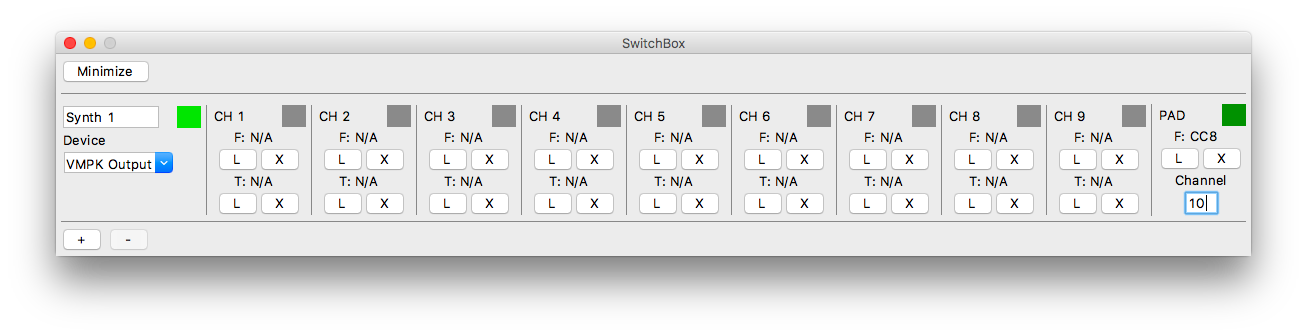 SwitchBox
Minimize
Synth 1 CH 1 CH 2 CH 3 CH 4 CH 5 CH 6 CH 7 CH 8 CH 9 PAD
F: N/A F: N/A F: N/A F: N/A F: N/A F: N/A F: N/A F: N/A F: N/A F: CC8
Device
L X L X L X L X L X L X L X L X L X L X
VMPK Output
T: N/A T: N/A T: N/A T: N/A T: N/A T: N/A T: N/A T: N/A T: N/A Channel
L X L X L X L X L X L X L X L X L X 10
+ -